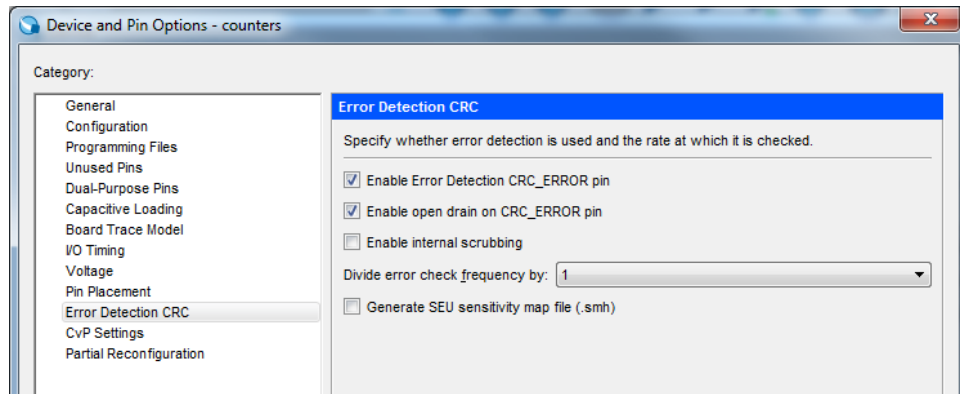 Device and Pin Options - counters
Category:
General
Configuration
Programming Files
Unused Pins
Dual-Purpose Pins
Capacitive Loading
Board Trace Model
I/O Timing
Voltage
Pin Placement
Error Detection CRC
CvP Settings
Partial Reconfiguration
Error Detection CRC
Specify whether error detection is used and the rate at which it is checked.
Enable Error Detection CRC_ERROR pin
Enable open drain on CRC_ERROR pin
Enable internal scrubbing
Divide error check frequency by: 1
Generate SEU sensitivity map file (.smh)